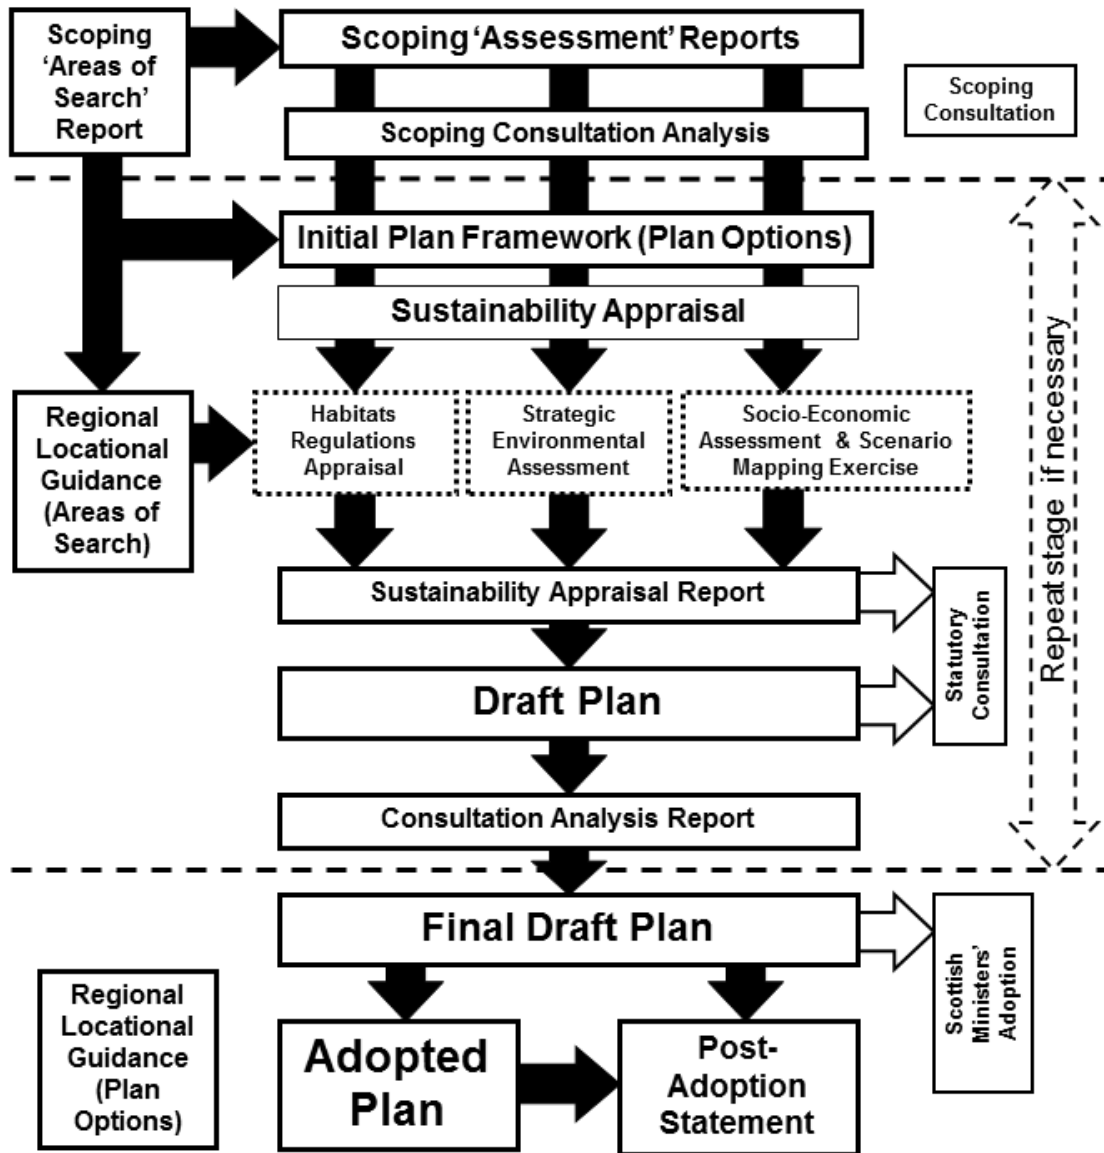 Scoping
'Areas of
Search'
Report
Scoping 'Assessment' Reports
Scoping
Consultation
Scoping Consultation Analysis
Initial Plan Framework (Plan Options)
Sustainability Appraisal
Regional
Locational
Guidance
(Areas of
Search)
Habitats
Regulations
Appraisal
Strategic
Environmental
Assessment
Socio-Economic
Assessment & Scenario
Mapping Exercise
Repeat stage if necessary
Sustainability Appraisal Report
Statutory
Consultation
Draft Plan
Consultation Analysis Report
Final Draft Plan
Scottish
Ministers'
Adoption
Regional
Locational
Guidance
(Plan
Options)
Adopted
Plan
Post-
Adoption
Statement